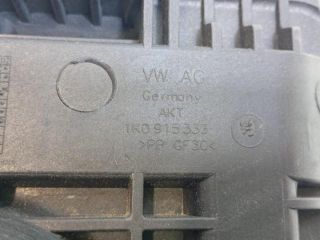 VW AG
Germany
AKT
1K0 915 333
>PP GF30<